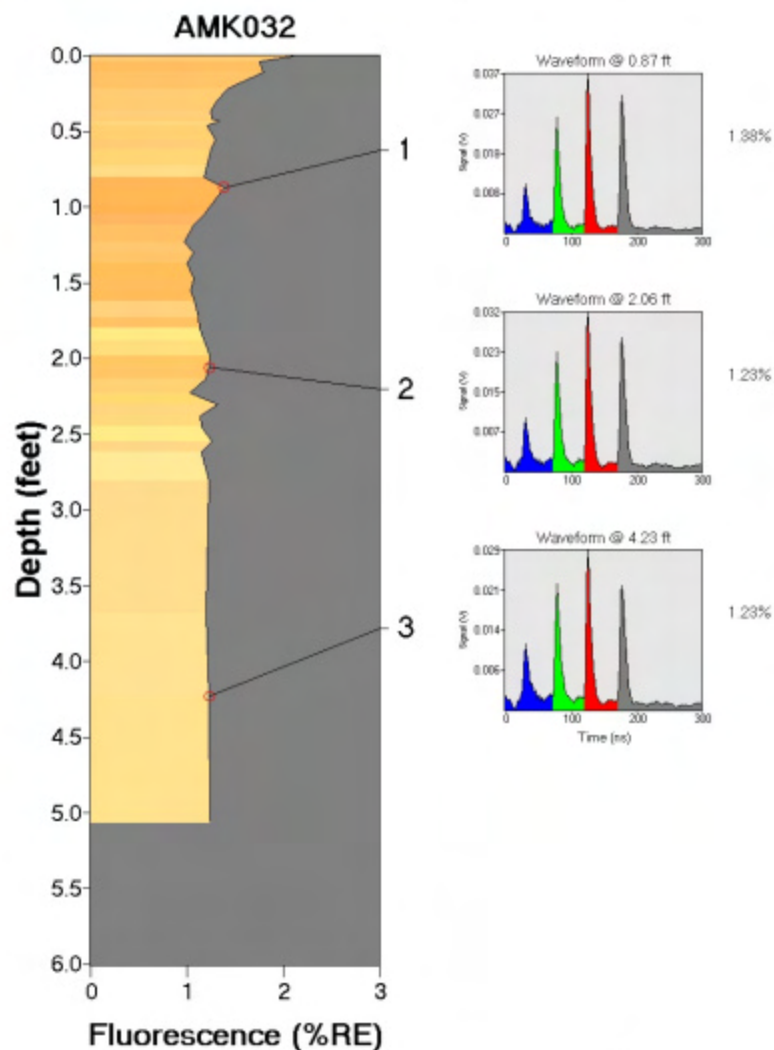 AMK032
0.0
0.5
1.0
1.5
2.0
2.5
3.0
3.5
4.0
4.5
5.0
5.5
6.0
Depth (feet)
0 1 2 3
Fluorescence (%RE)
1
2
3
Waveform @ 0.87 ft
0.037
0.027
0.018
0.008
Signal (V)
0 100 200 300
1.38%
Waveform @ 2.06 ft
0.032
0.023
0.015
0.007
Signal (V)
0 100 200 300
1.23%
Waveform @ 4.23 ft
0.029
0.021
0.014
0.006
Signal (V)
0 100 200 300
Time (ns)
1.23%